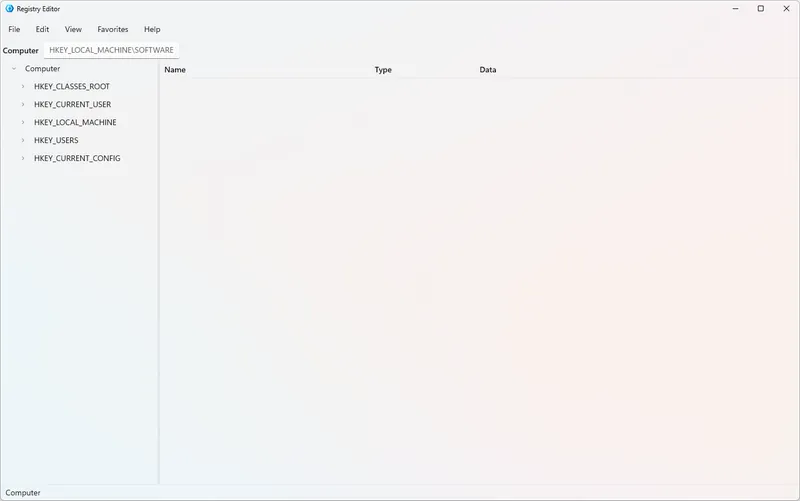 Registry Editor
File Edit View Favorites Help
Computer HKEY_LOCAL_MACHINE\SOFTWARE
Computer
Name Type Data
HKEY_CLASSES_ROOT
HKEY_CURRENT_USER
HKEY_LOCAL_MACHINE
HKEY_USERS
HKEY_CURRENT_CONFIG
Computer